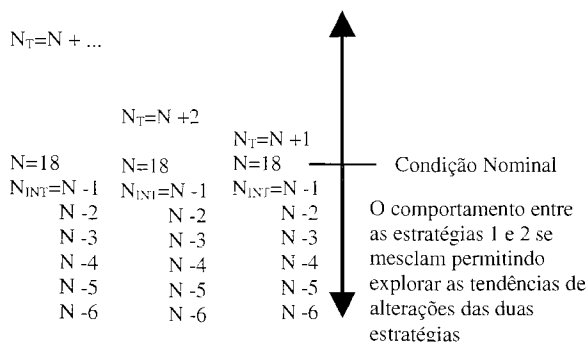 N_T=N + ...
N_T=N +2
N_T=N +1
N=18 N=18 N=18 Condição Nominal
N_INT=N -1 N_INT=N -1 N_INT=N -1
N -2 N -2 N -2 O comportamento entre
N -3 N -3 N -3 as estratégias 1 e 2 se
N -4 N -4 N -4 mesclam permitindo
N -5 N -5 N -5 explorar as tendências de
N -6 N -6 N -6 alterações das duas
estratégias